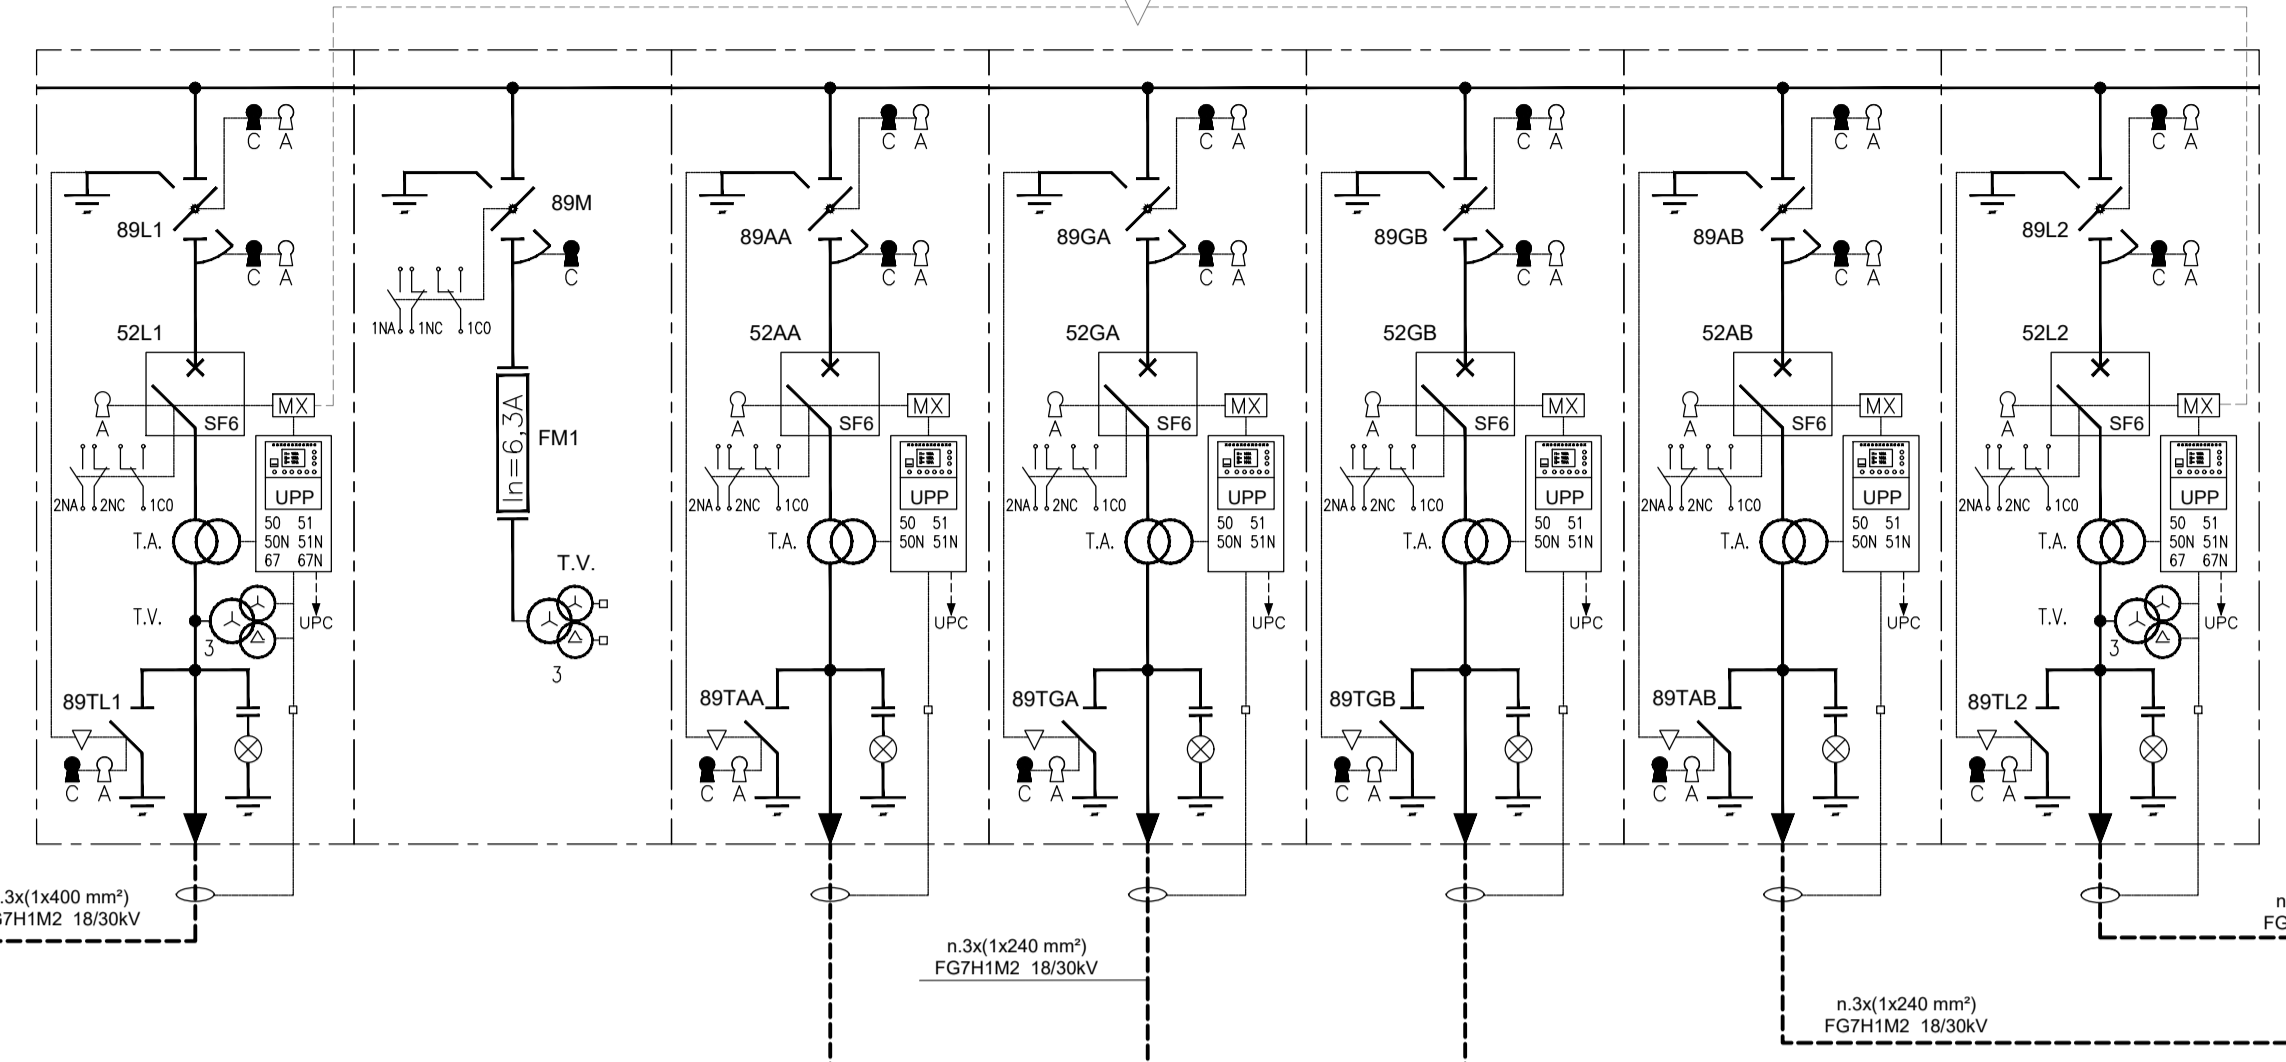 C A
C A
89L1
52L1
A
MX
SF6
UPP
2NA 2NC 1CO
50 51
50N 51N
67 67N
T.A.
T.V.
3
UPC
89TL1
C A
.3x(1x400 mm²)
G7H1M2 18/30kV
89M
C
1NA 1NC 1CO
In=6,3A
FM1
T.V.
3
C A
C A
89AA
52AA
A
MX
SF6
UPP
2NA 2NC 1CO
50 51
50N 51N
T.A.
UPC
89TAA
C A
C A
C A
89GA
52GA
A
MX
SF6
UPP
2NA 2NC 1CO
50 51
50N 51N
T.A.
UPC
89TGA
C A
n.3x(1x240 mm²)
FG7H1M2 18/30kV
C A
C A
89GB
52GB
A
MX
SF6
UPP
2NA 2NC 1CO
50 51
50N 51N
T.A.
UPC
89TGB
C A
C A
C A
89AB
52AB
A
MX
SF6
UPP
2NA 2NC 1CO
50 51
50N 51N
T.A.
UPC
89TAB
C A
n.3x(1x240 mm²)
FG7H1M2 18/30kV
C A
C A
89L2
52L2
A
MX
SF6
UPP
2NA 2NC 1CO
50 51
50N 51N
67 67N
T.A.
T.V.
3
UPC
89TL2
C A
n
FG